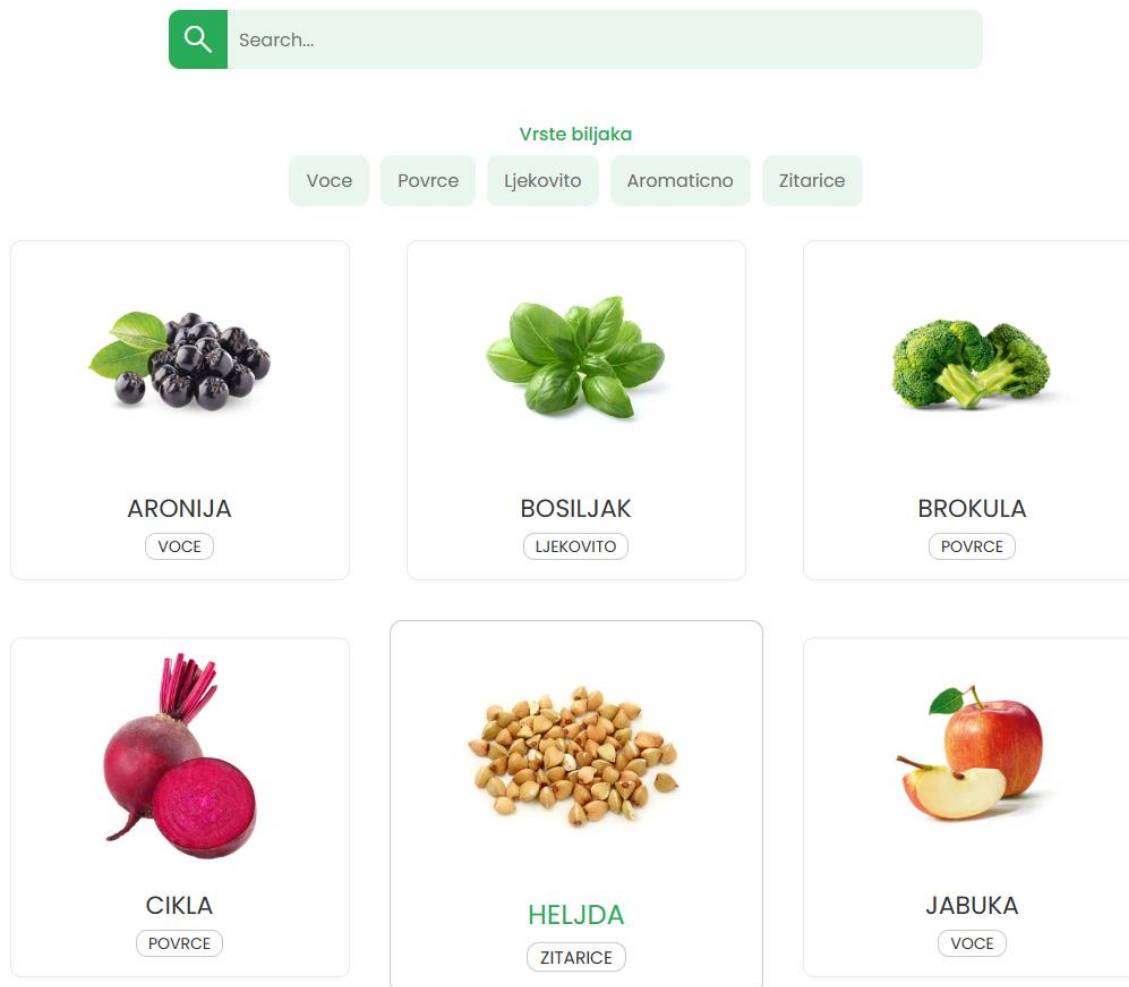 Search...
Vrste biljaka
Voce Povrce Ljekovito Aromaticno Zitarice
ARONIJA
VOCE
BOSILJAK
LJEKOVITO
BROKULA
POVRCE
CIKLA
POVRCE
HELJDA
ZITARICE
JABUKA
VOCE